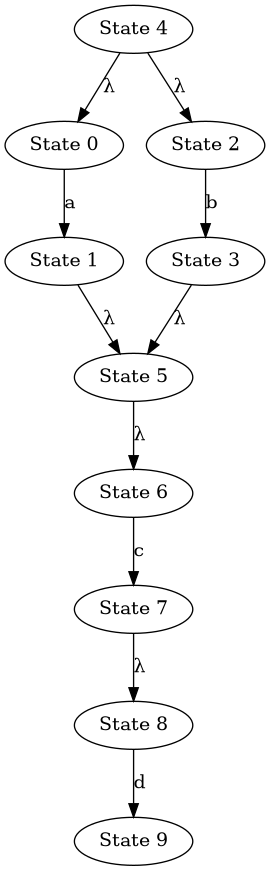 State 4
λ λ
State 0 State 2
a b
State 1 State 3
λ λ
State 5
λ
State 6
c
State 7
λ
State 8
d
State 9